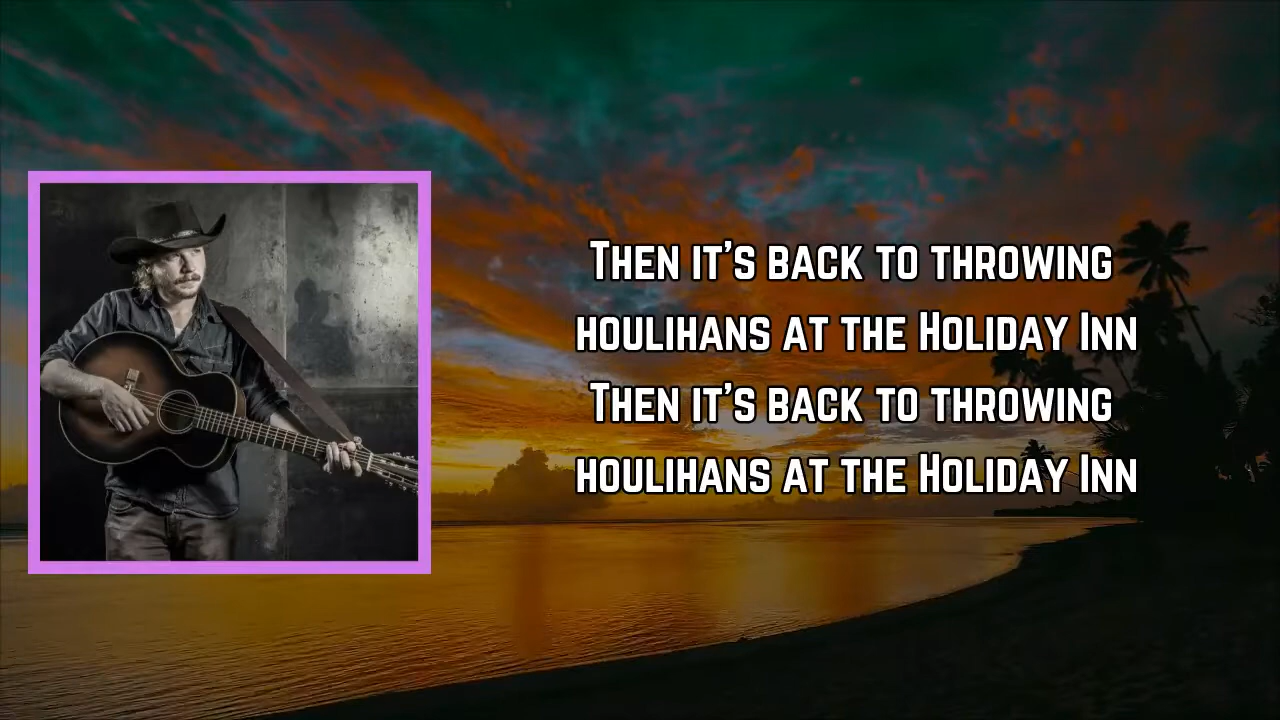 Then it's back to throwing
houlihans at the Holiday Inn
Then it's back to throwing
houlihans at the Holiday Inn